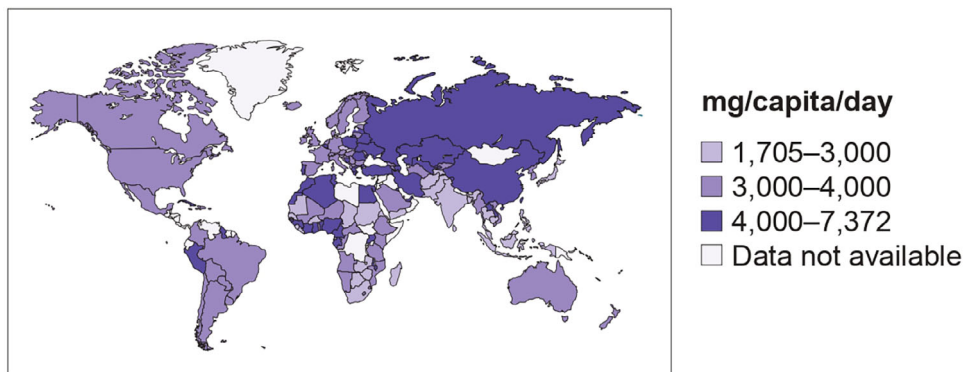 mg/capita/day
1,705–3,000
3,000–4,000
4,000–7,372
Data not available